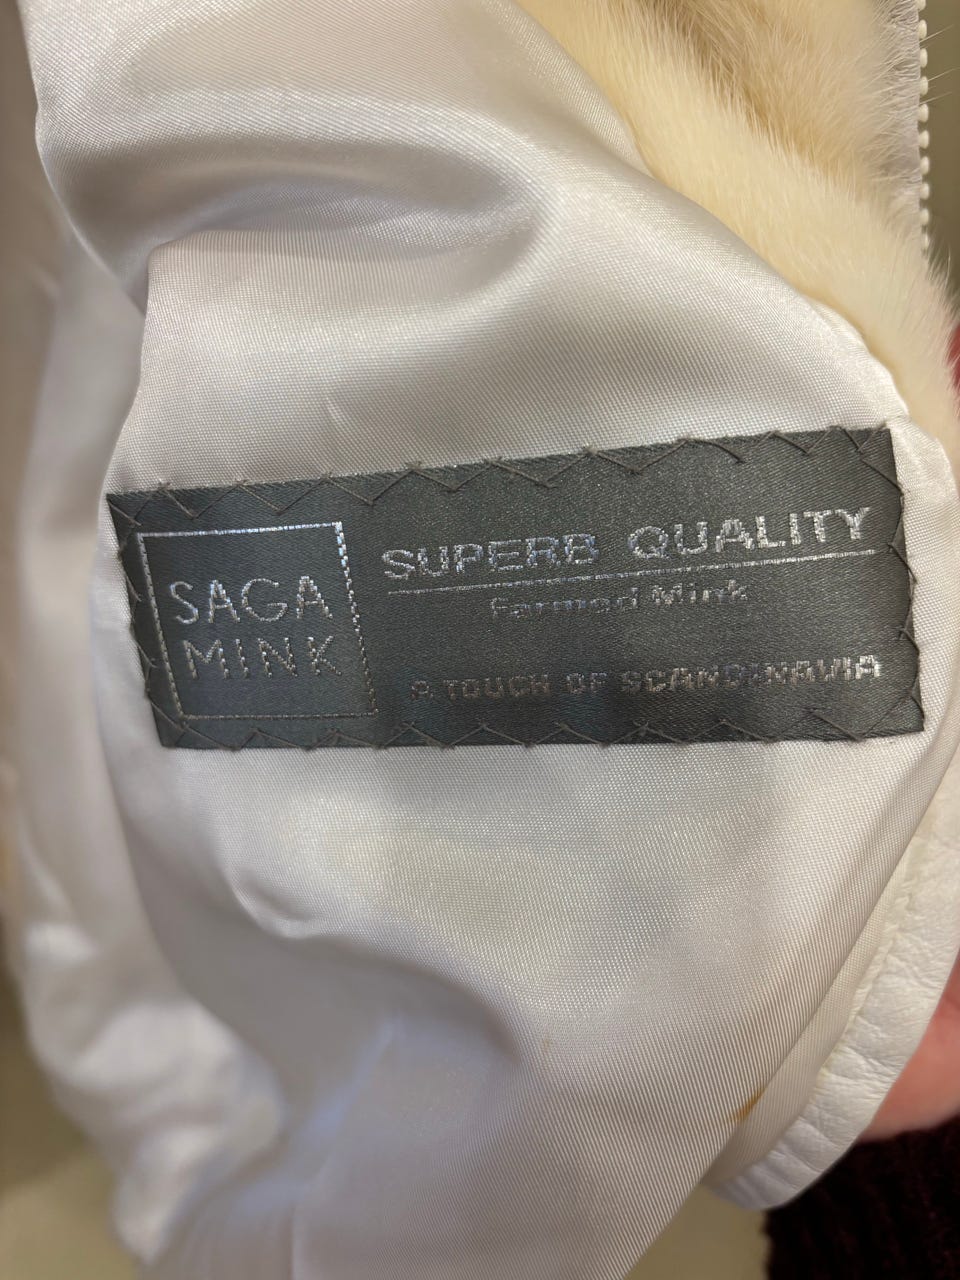 SAGA
MINK
SUPERB QUALITY
Farmed Mink
A TOUCH OF SCANDINAVIA